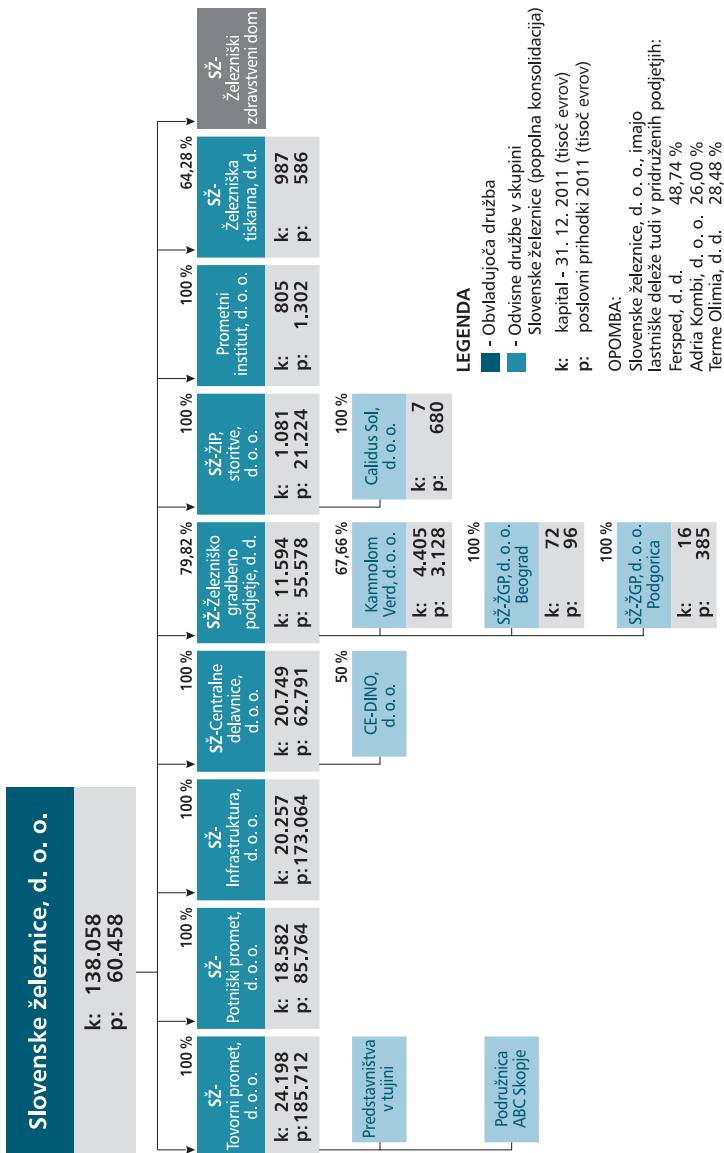 Slovenske železnice, d. o. o.
k: 138.058
p: 60.458
100 %
SŽ-
Tovorni promet,
d. o. o.
k: 24.198
p: 185.712
Predstavništva
v tujini
Podružnica
ABC Skopje
100 %
SŽ-
Potniški promet,
d. o. o.
k: 18.582
p: 85.764
100 %
SŽ-
Infrastruktura,
d. o. o.
k: 20.257
p: 173.064
100 %
SŽ-Centralne
delavnice,
d. o. o.
k: 20.749
p: 62.791
50 %
CE-DINO,
d. o. o.
79,82 %
SŽ-Železniško
gradbeno
podjetje, d. d.
k: 11.594
p: 55.578
67,66 %
Kamnolom
Verd, d. o. o.
k: 4.405
p: 3.128
100 %
SŽ-ŽGP, d. o. o.
Beograd
k: 72
p: 96
100 %
SŽ-ŽGP, d. o. o.
Podgorica
k: 16
p: 385
100 %
SŽ-ŽIP,
storitve,
d. o. o.
k: 1.081
p: 21.224
100 %
Calidus Sol,
d. o. o.
k: 7
p: 680
100 %
Prometni
institut, d. o. o.
k: 805
p: 1.302
64,28 %
SŽ-
Železniška
tiskarna, d. d.
k: 987
p: 586
SŽ-
Železniški
zdravstveni dom
LEGENDA
- Obvladujoča družba
- Odvisne družbe v skupini
Slovenske železnice (popolna konsolidacija)
k: kapital - 31. 12. 2011 (tisoč evrov)
p: poslovni prihodki 2011 (tisoč evrov)
OPOMBA:
Slovenske železnice, d. o. o., imajo
lastniške deleže tudi v pridruženih podjetjih:
Fersped, d. d. 48,74 %
Adria Kombi, d. o. o. 26,00 %
Terme Olimia, d. d. 28,48 %